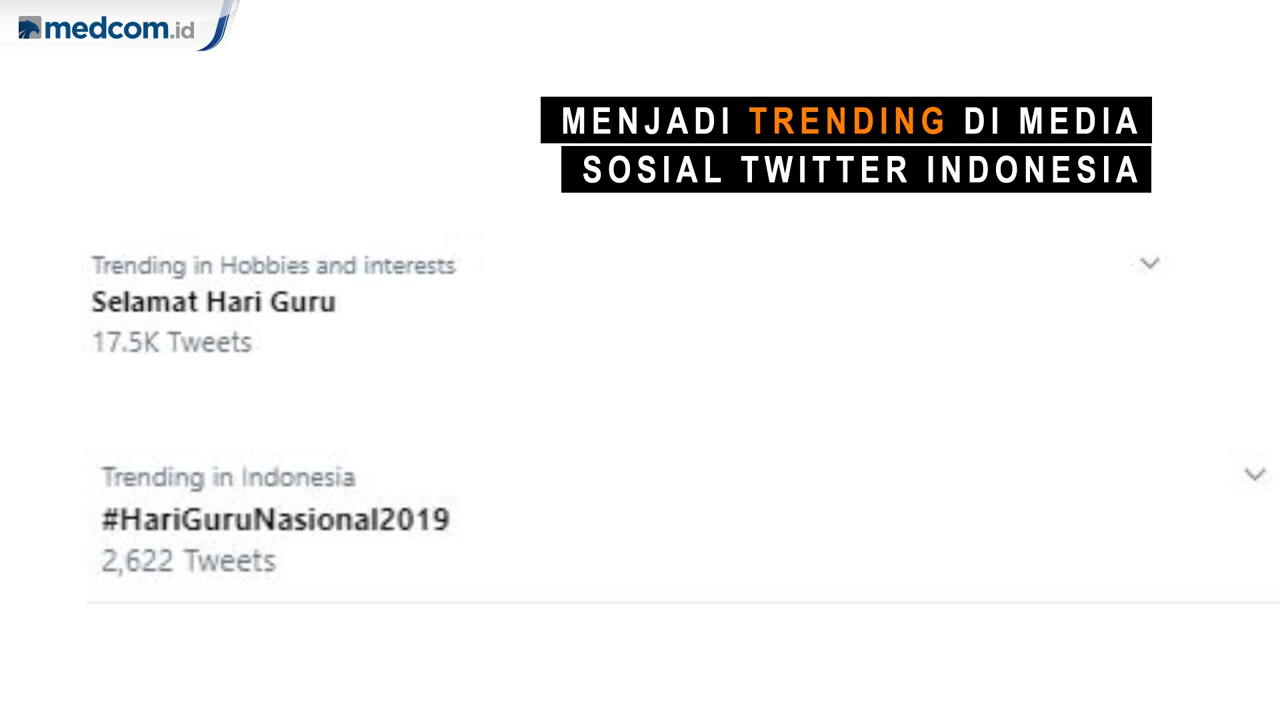 medcom.id
MENJADI TRENDING DI MEDIA
SOSIAL TWITTER INDONESIA
Trending in Hobbies and interests
Selamat Hari Guru
17.5K Tweets
Trending in Indonesia
#HariGuruNasional2019
2,622 Tweets